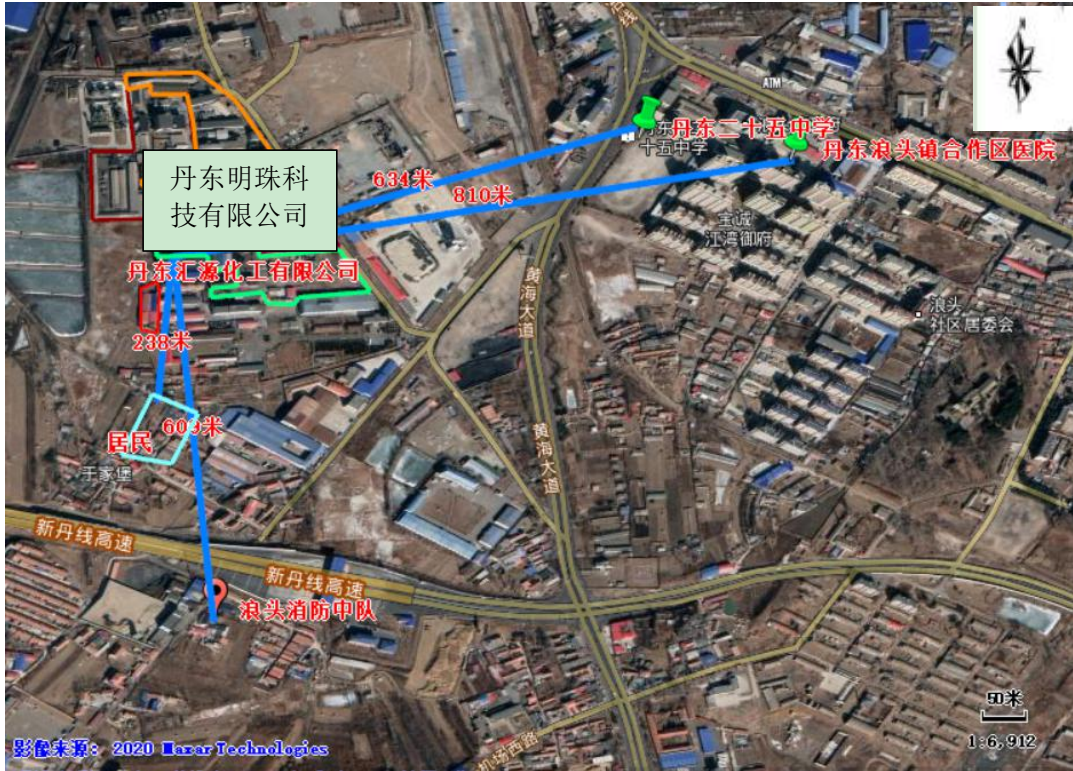 ATM
丹东二十五中学
十五中学
丹东浪头镇合作区医院
丹东明珠科
技有限公司
634米
810米
宝诚
江湾御府
丹东汇源化工有限公司
黄海大道
浪头
社区居委会
238米
609米
居民
于家堡
黄海大道
新丹线高速
新丹线高速
浪头消防中队
50米
1:6,912
影像来源: 2020 Maxar Technologies
机场西路